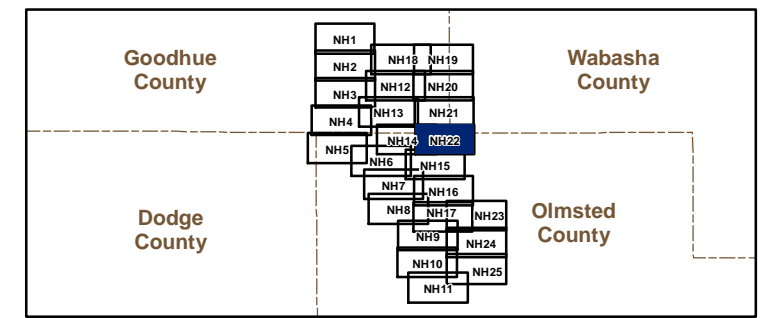 Goodhue
County
Wabasha
County
NH1
NH18
NH19
NH2
NH12
NH20
NH3
NH13
NH21
NH4
NH14
NH22
NH5
NH6
NH15
NH7
NH16
NH8
NH17
NH23
NH9
NH24
NH10
NH25
NH11
Dodge
County
Olmsted
County